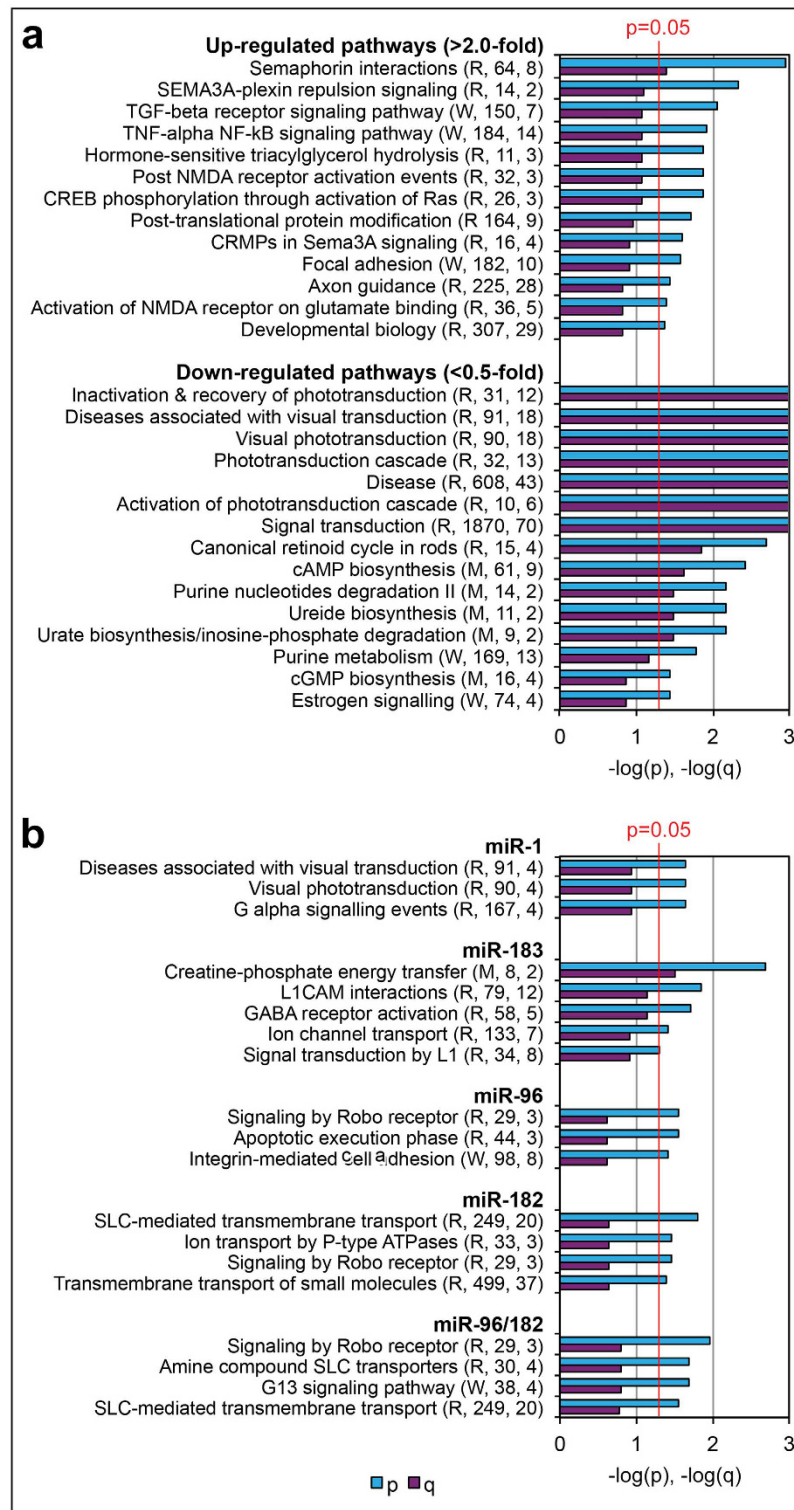 a
p=0.05
Up-regulated pathways (>2.0-fold)
Semaphorin interactions (R, 64, 8)
SEMA3A-plexin repulsion signaling (R, 14, 2)
TGF-beta receptor signaling pathway (W, 150, 7)
TNF-alpha NF-kB signaling pathway (W, 184, 14)
Hormone-sensitive triacylglycerol hydrolysis (R, 11, 3)
Post NMDA receptor activation events (R, 32, 3)
CREB phosphorylation through activation of Ras (R, 26, 3)
Post-translational protein modification (R 164, 9)
CRMPs in Sema3A signaling (R, 16, 4)
Focal adhesion (W, 182, 10)
Axon guidance (R, 225, 28)
Activation of NMDA receptor on glutamate binding (R, 36, 5)
Developmental biology (R, 307, 29)
Down-regulated pathways (<0.5-fold)
Inactivation & recovery of phototransduction (R, 31, 12)
Diseases associated with visual transduction (R, 91, 18)
Visual phototransduction (R, 90, 18)
Phototransduction cascade (R, 32, 13)
Disease (R, 608, 43)
Activation of phototransduction cascade (R, 10, 6)
Signal transduction (R, 1870, 70)
Canonical retinoid cycle in rods (R, 15, 4)
cAMP biosynthesis (M, 61, 9)
Purine nucleotides degradation II (M, 14, 2)
Ureide biosynthesis (M, 11, 2)
Urate biosynthesis/inosine-phosphate degradation (M, 9, 2)
Purine metabolism (W, 169, 13)
cGMP biosynthesis (M, 16, 4)
Estrogen signalling (W, 74, 4)
0 1 2 3
-log(p), -log(q)
b
p=0.05
miR-1
Diseases associated with visual transduction (R, 91, 4)
Visual phototransduction (R, 90, 4)
G alpha signalling events (R, 167, 4)
miR-183
Creatine-phosphate energy transfer (M, 8, 2)
L1CAM interactions (R, 79, 12)
GABA receptor activation (R, 58, 5)
Ion channel transport (R, 133, 7)
Signal transduction by L1 (R, 34, 8)
miR-96
Signaling by Robo receptor (R, 29, 3)
Apoptotic execution phase (R, 44, 3)
Integrin-mediated cell adhesion (W, 98, 8)
miR-182
SLC-mediated transmembrane transport (R, 249, 20)
Ion transport by P-type ATPases (R, 33, 3)
Signaling by Robo receptor (R, 29, 3)
Transmembrane transport of small molecules (R, 499, 37)
miR-96/182
Signaling by Robo receptor (R, 29, 3)
Amine compound SLC transporters (R, 30, 4)
G13 signaling pathway (W, 38, 4)
SLC-mediated transmembrane transport (R, 249, 20)
0 1 2 3
-log(p), -log(q)
p q